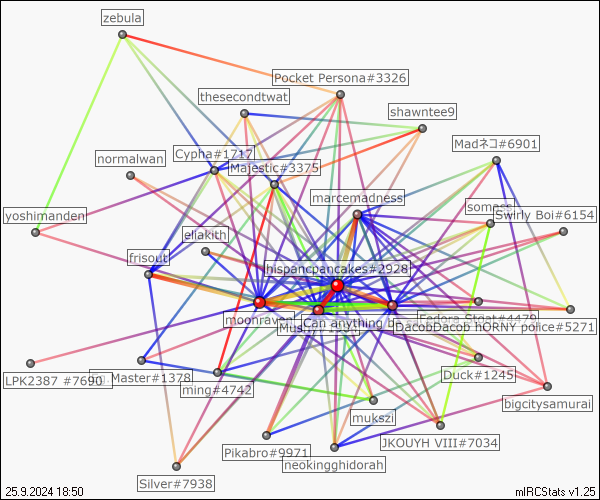 zebula
Pocket Persona#3326
thesecondtwat
shawntee9
Madネコ#6901
Cypha#1717
normalwan
Majestic#3375
marcemadness
somass
Swirly Boi#6154
yoshimanden
eliakith
frisout
hispancpancakes#2928
moonraven
Can anything b
Fedora Stoat#4479
DacobDacob HORNY police#5271
LPK2387 #7690
Master#1378
ming#4742
Duck#1245
bigcitysamurai
mukszi
JKOUYH VIII#7034
Pikabro#9971
neokingghidorah
Silver#7938
25.9.2024 18:50
mIRCStats v1.25